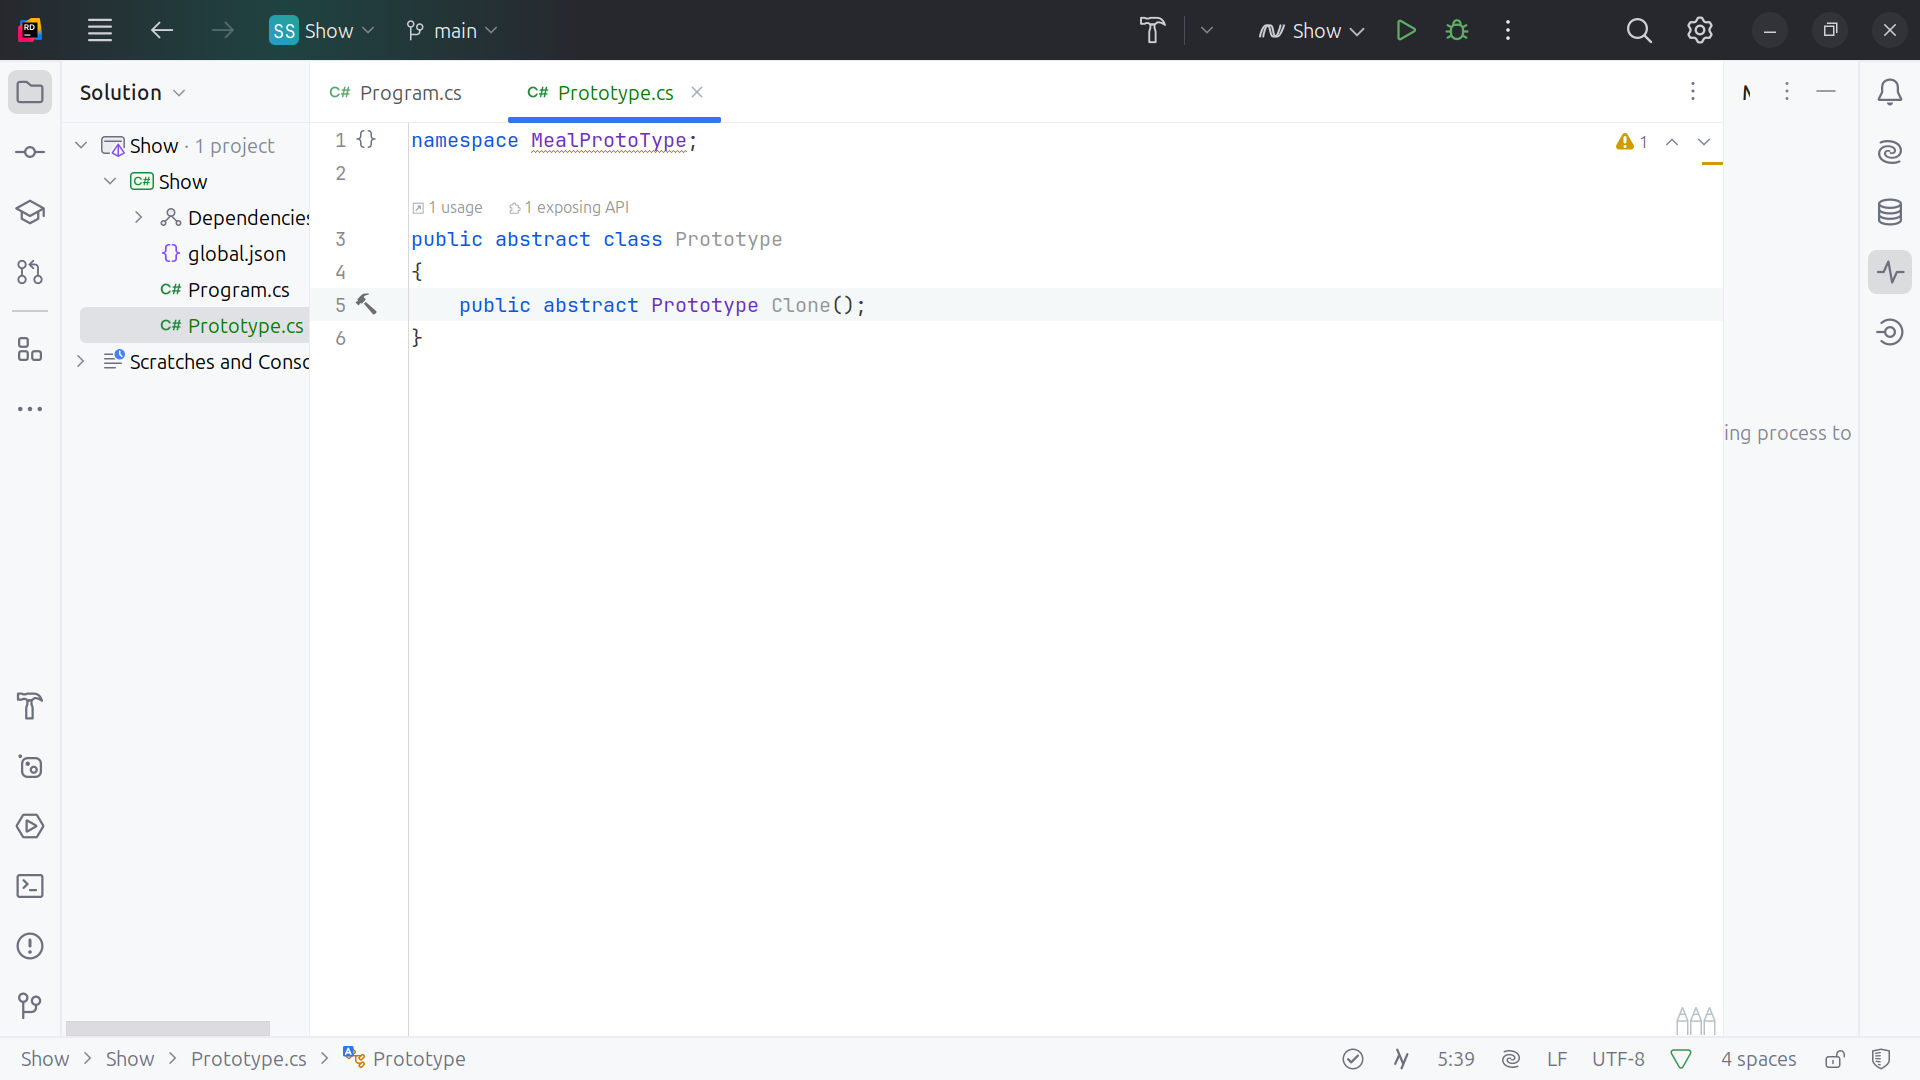 SS Show main Show
Solution
C# Program.cs C# Prototype.cs
Show · 1 project
C# Show
Dependencies
{} global.json
C# Program.cs
C# Prototype.cs
Scratches and Consc
1 {} namespace MealProtoType;
1
2
1 usage 1 exposing API
3 public abstract class Prototype
4 {
5 public abstract Prototype Clone();
6 }
ing process to
Show > Show > Prototype.cs > Prototype
5:39 LF UTF-8 4 spaces